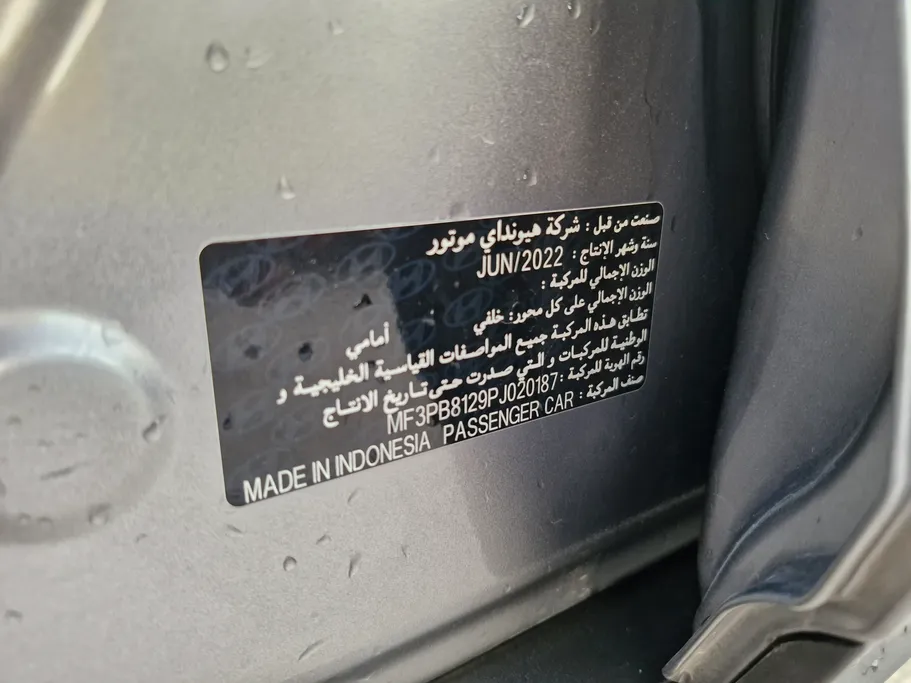 صنعت من قبل : شركة هيونداي موتور
سنة وشهر الإنتاج : JUN/2022
الوزن الإجمالي للمركبة :
الوزن الإجمالي على كل محور: خلفي أمامي
تطابق هذه المركبة جميع المواصفات القياسية الخليجية و
الوطنية للمركبات و التي صدرت حتى تاريخ الانتاج
رقم الهوية للمركبة : MF3PB8129PJ020187
صنف المركبة : PASSENGER CAR
MADE IN INDONESIA